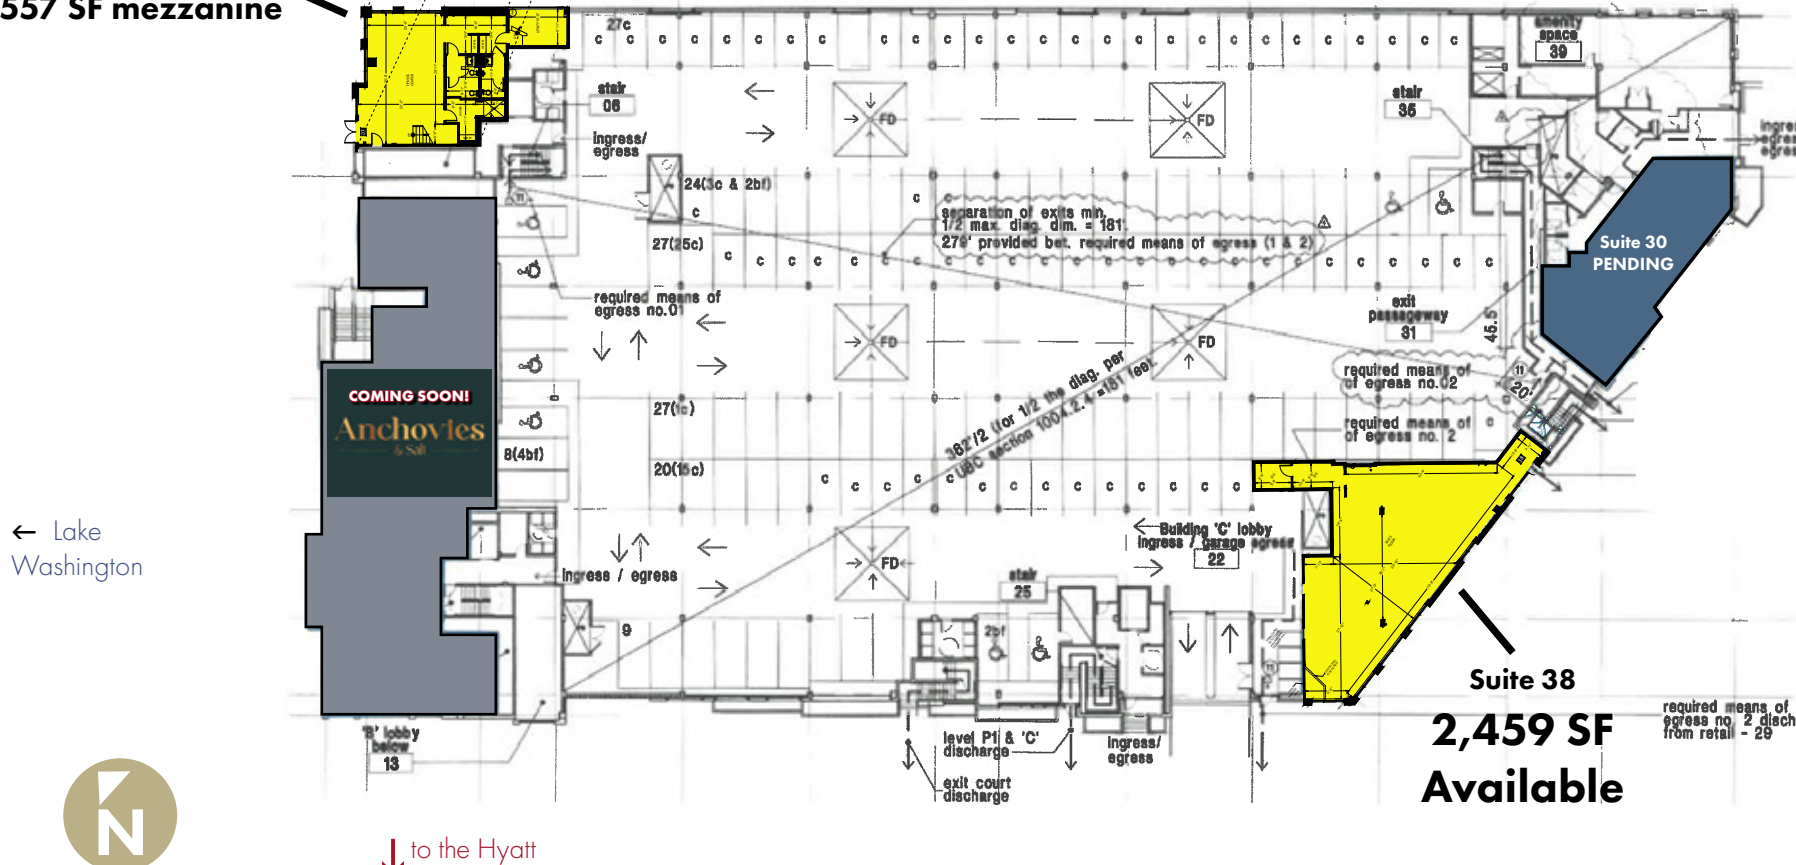 557 SF mezzanine
27c
c c c c c c c c c c c c c c c c c c c c c c c c c c c
amenity
space
39
stair
06
FD
FD
stair
35
ingress/
egress
24(3c & 2bf)
c
c c
separation of exits min.
1/2 max. diag. dim. = 181'
279' provided bet. required means of egress (1 & 2)
27(25c)
Suite 30
PENDING
required means of
egress no.01
exit
passageway
31
45.5'
FD
FD
required means of
of egress no.02
11
20'
COMING SOON!
Anchovies
& Salt
27(1c)
382'/2 (for 1/2 the diag. per
UBC section 1004.2.4 =181 feet
required means of
of egress no. 2
8(4bf)
20(15c)
← Lake
Washington
Building 'C' lobby
ingress / garage egress
22
FD
ingress / egress
stair
25
9
2bf
Suite 38
2,459 SF
Available
required means of
egress no. 2 disch
from retail - 29
'B' lobby
below
13
level P1 & 'C'
discharge
ingress/
egress
exit court
discharge
N
to the Hyatt